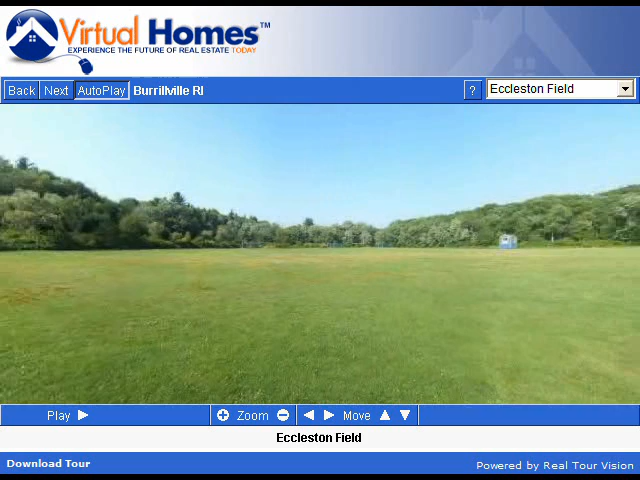 Virtual Homes™
EXPERIENCE THE FUTURE OF REAL ESTATE TODAY
Back Next AutoPlay Burrillville RI ? Eccleston Field
Play Zoom Move
Eccleston Field
Download Tour Powered by Real Tour Vision